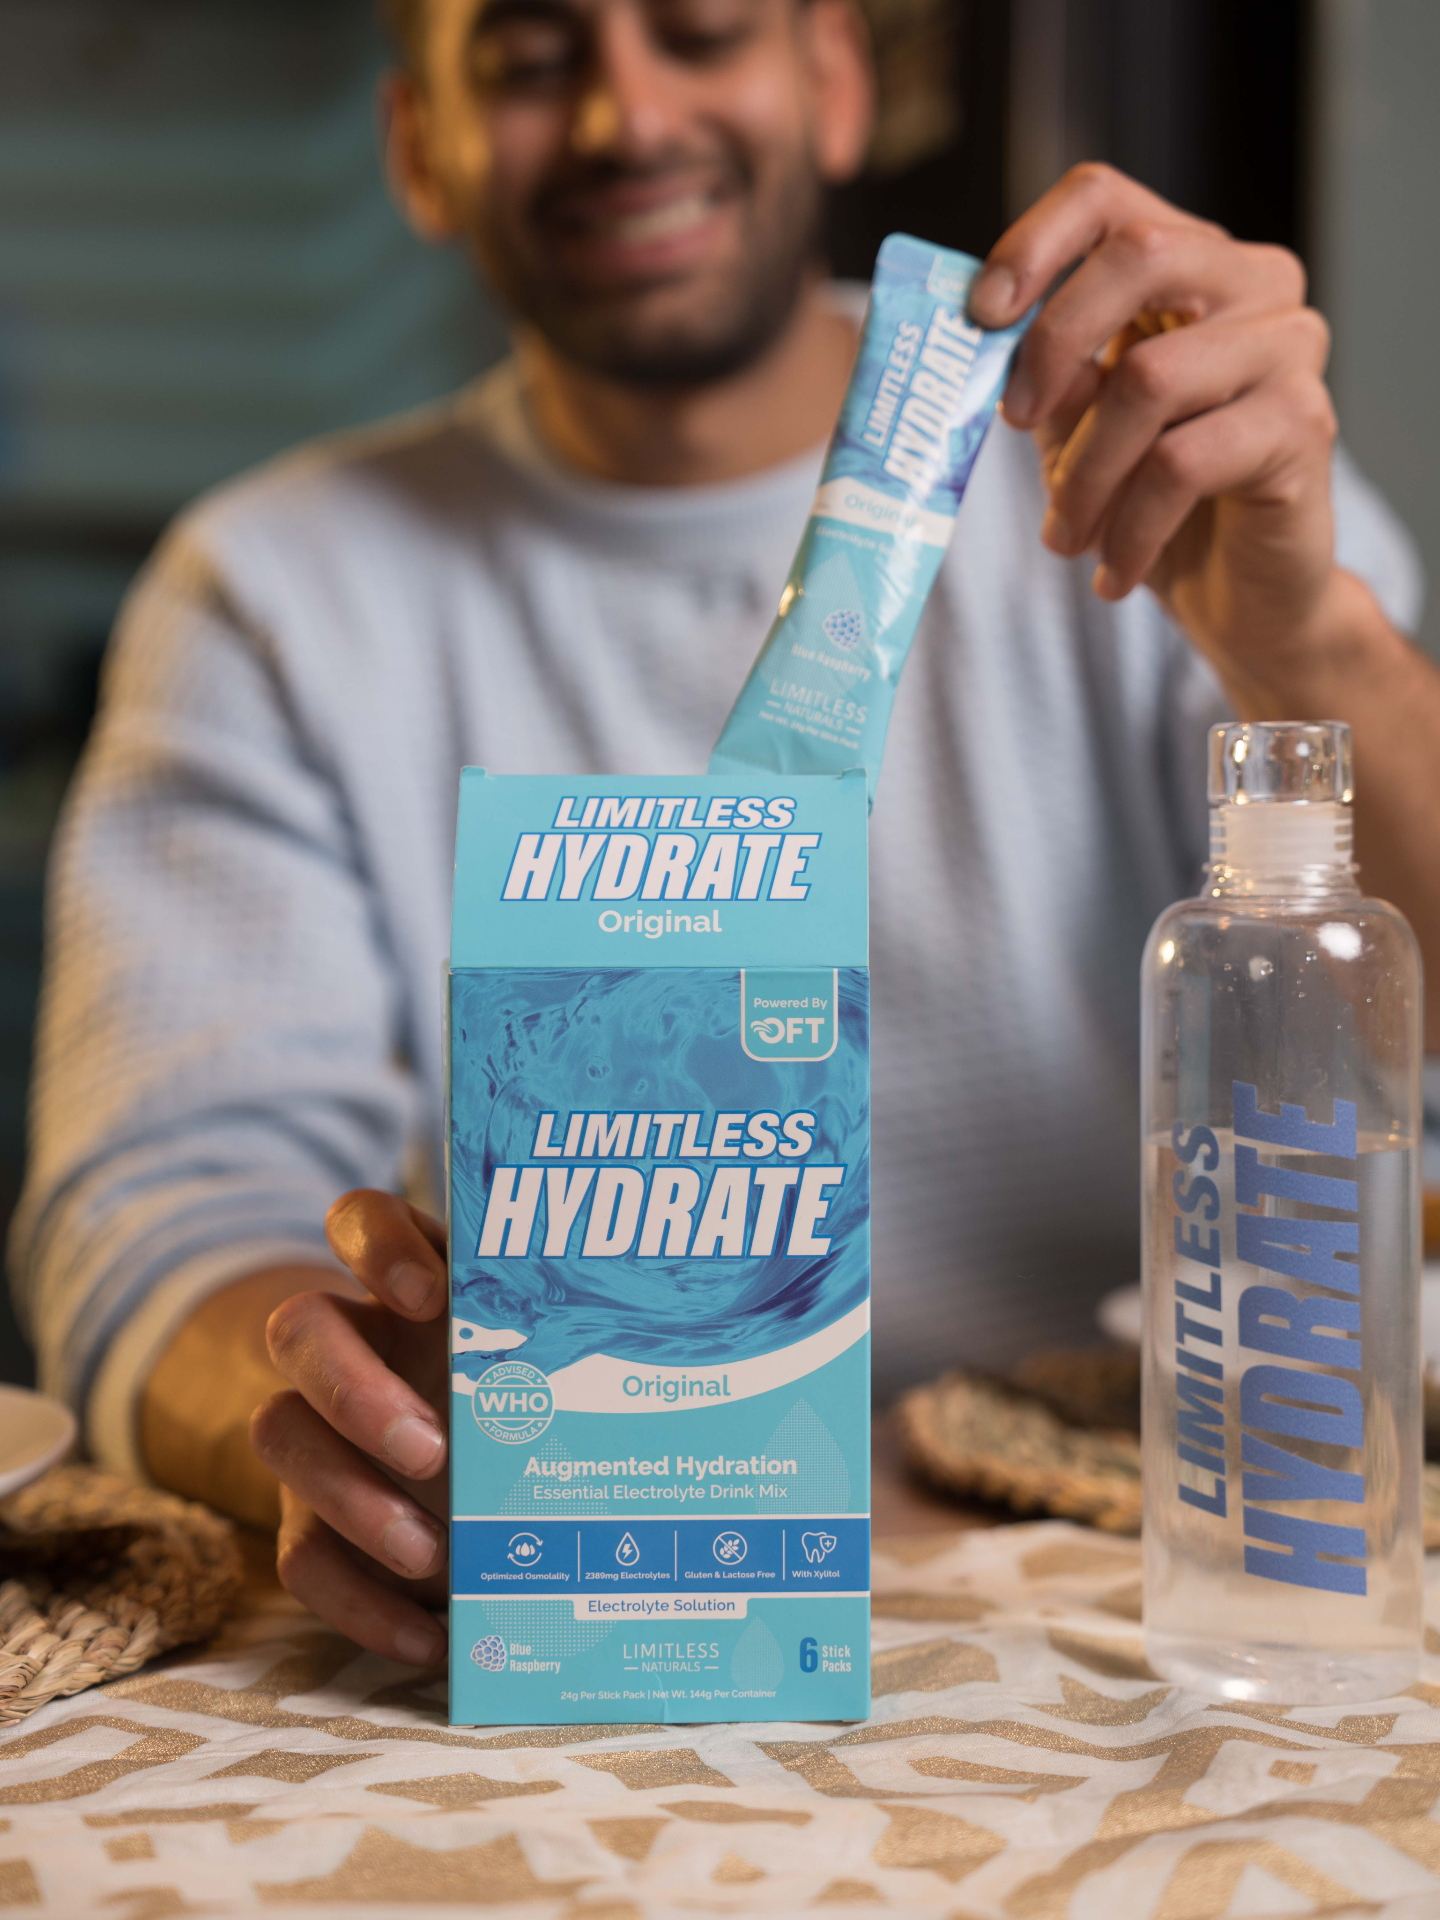 LIMITLESS
HYDRATE
Original
Blue Raspberry
LIMITLESS
NATURALS
LIMITLESS
HYDRATE
Original
Powered By
OFT
LIMITLESS
HYDRATE
ADVISED
WHO
FORMULA
Original
Augmented Hydration
Essential Electrolyte Drink Mix
Optimized Osmolality
2389mg Electrolytes
Gluten & Lactose Free
With Xylitol
Electrolyte Solution
Blue
Raspberry
LIMITLESS
NATURALS
6 Stick
Packs
24g Per Stick Pack | Net Wt. 144g Per Container
LIMITLESS
HYDRATE